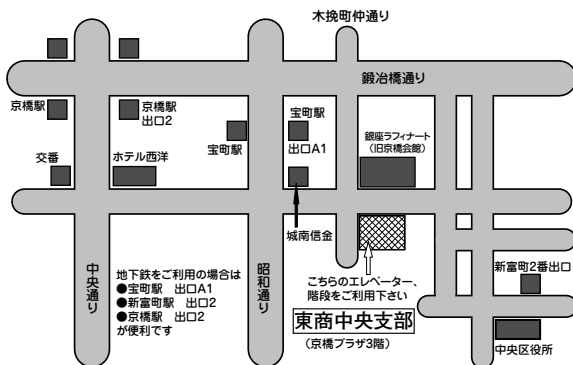 木挽町仲通り
鍛冶橋通り
京橋駅
京橋駅
出口2
宝町駅
宝町駅
出口A1
銀座ラフィナート
(旧京橋会館)
交番
ホテル西洋
城南信金
中央通り
昭和通り
地下鉄をご利用の場合は
●宝町駅 出口A1
●新富町駅 出口2
●京橋駅 出口2
が便利です
こちらのエレベーター、
階段をご利用下さい
東商中央支部
(京橋プラザ3階)
新富町2番出口
中央区役所